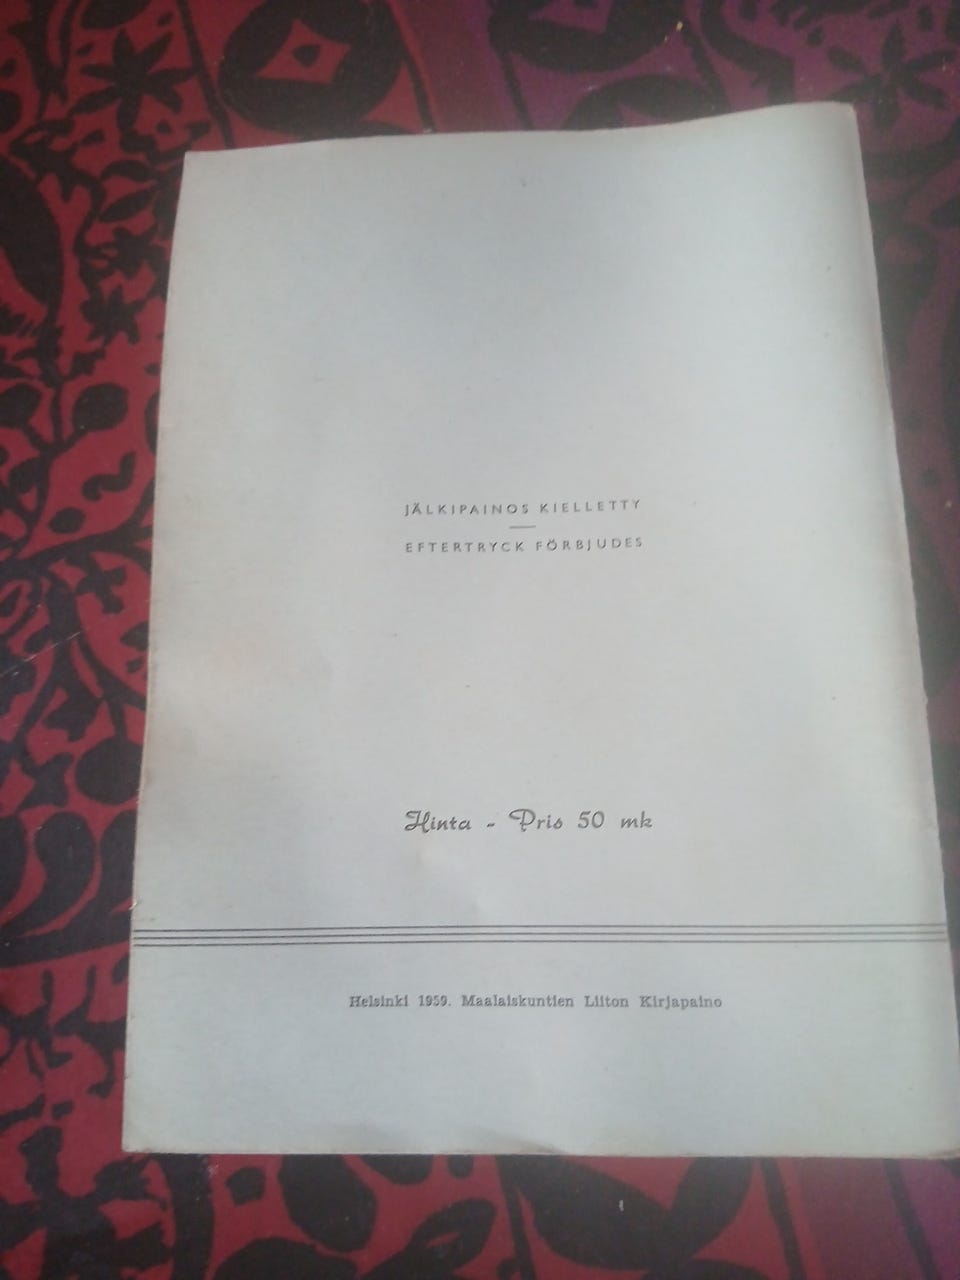 JÄLKIPAINOS KIELLETTY
EFTERTRYCK FÖRBJUDES
Hinta - Pris 50 mk
Helsinki 1959. Maalaiskuntien Liiton Kirjapaino